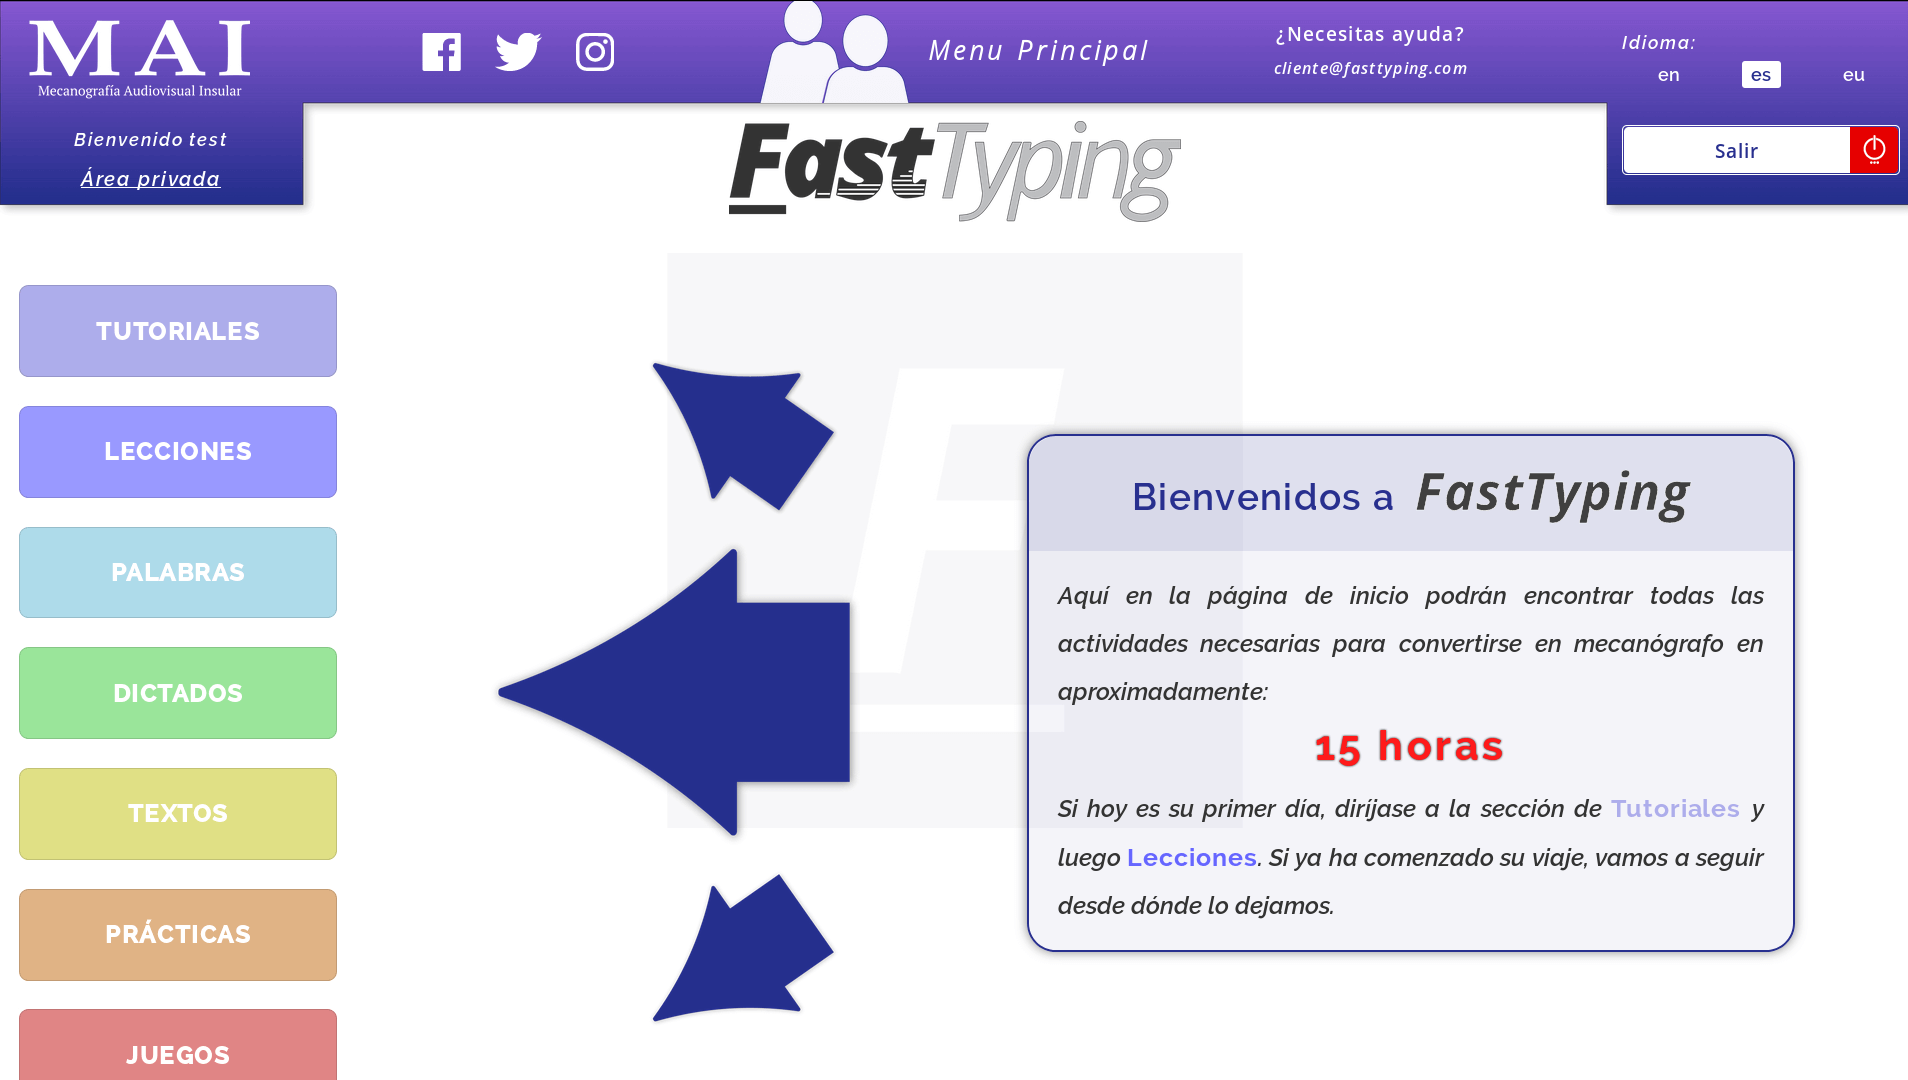 MAI
Mecanografía Audiovisual Insular
Bienvenido test
Área privada
Menu Principal
¿Necesitas ayuda?
cliente@fasttyping.com
Idioma:
en es eu
Salir
FastTyping
TUTORIALES
LECCIONES
PALABRAS
DICTADOS
TEXTOS
PRÁCTICAS
JUEGOS
Bienvenidos a FastTyping
Aquí en la página de inicio podrán encontrar todas las
actividades necesarias para convertirse en mecanógrafo en
aproximadamente:
15 horas
Si hoy es su primer día, diríjase a la sección de Tutoriales y
luego Lecciones. Si ya ha comenzado su viaje, vamos a seguir
desde dónde lo dejamos.
F